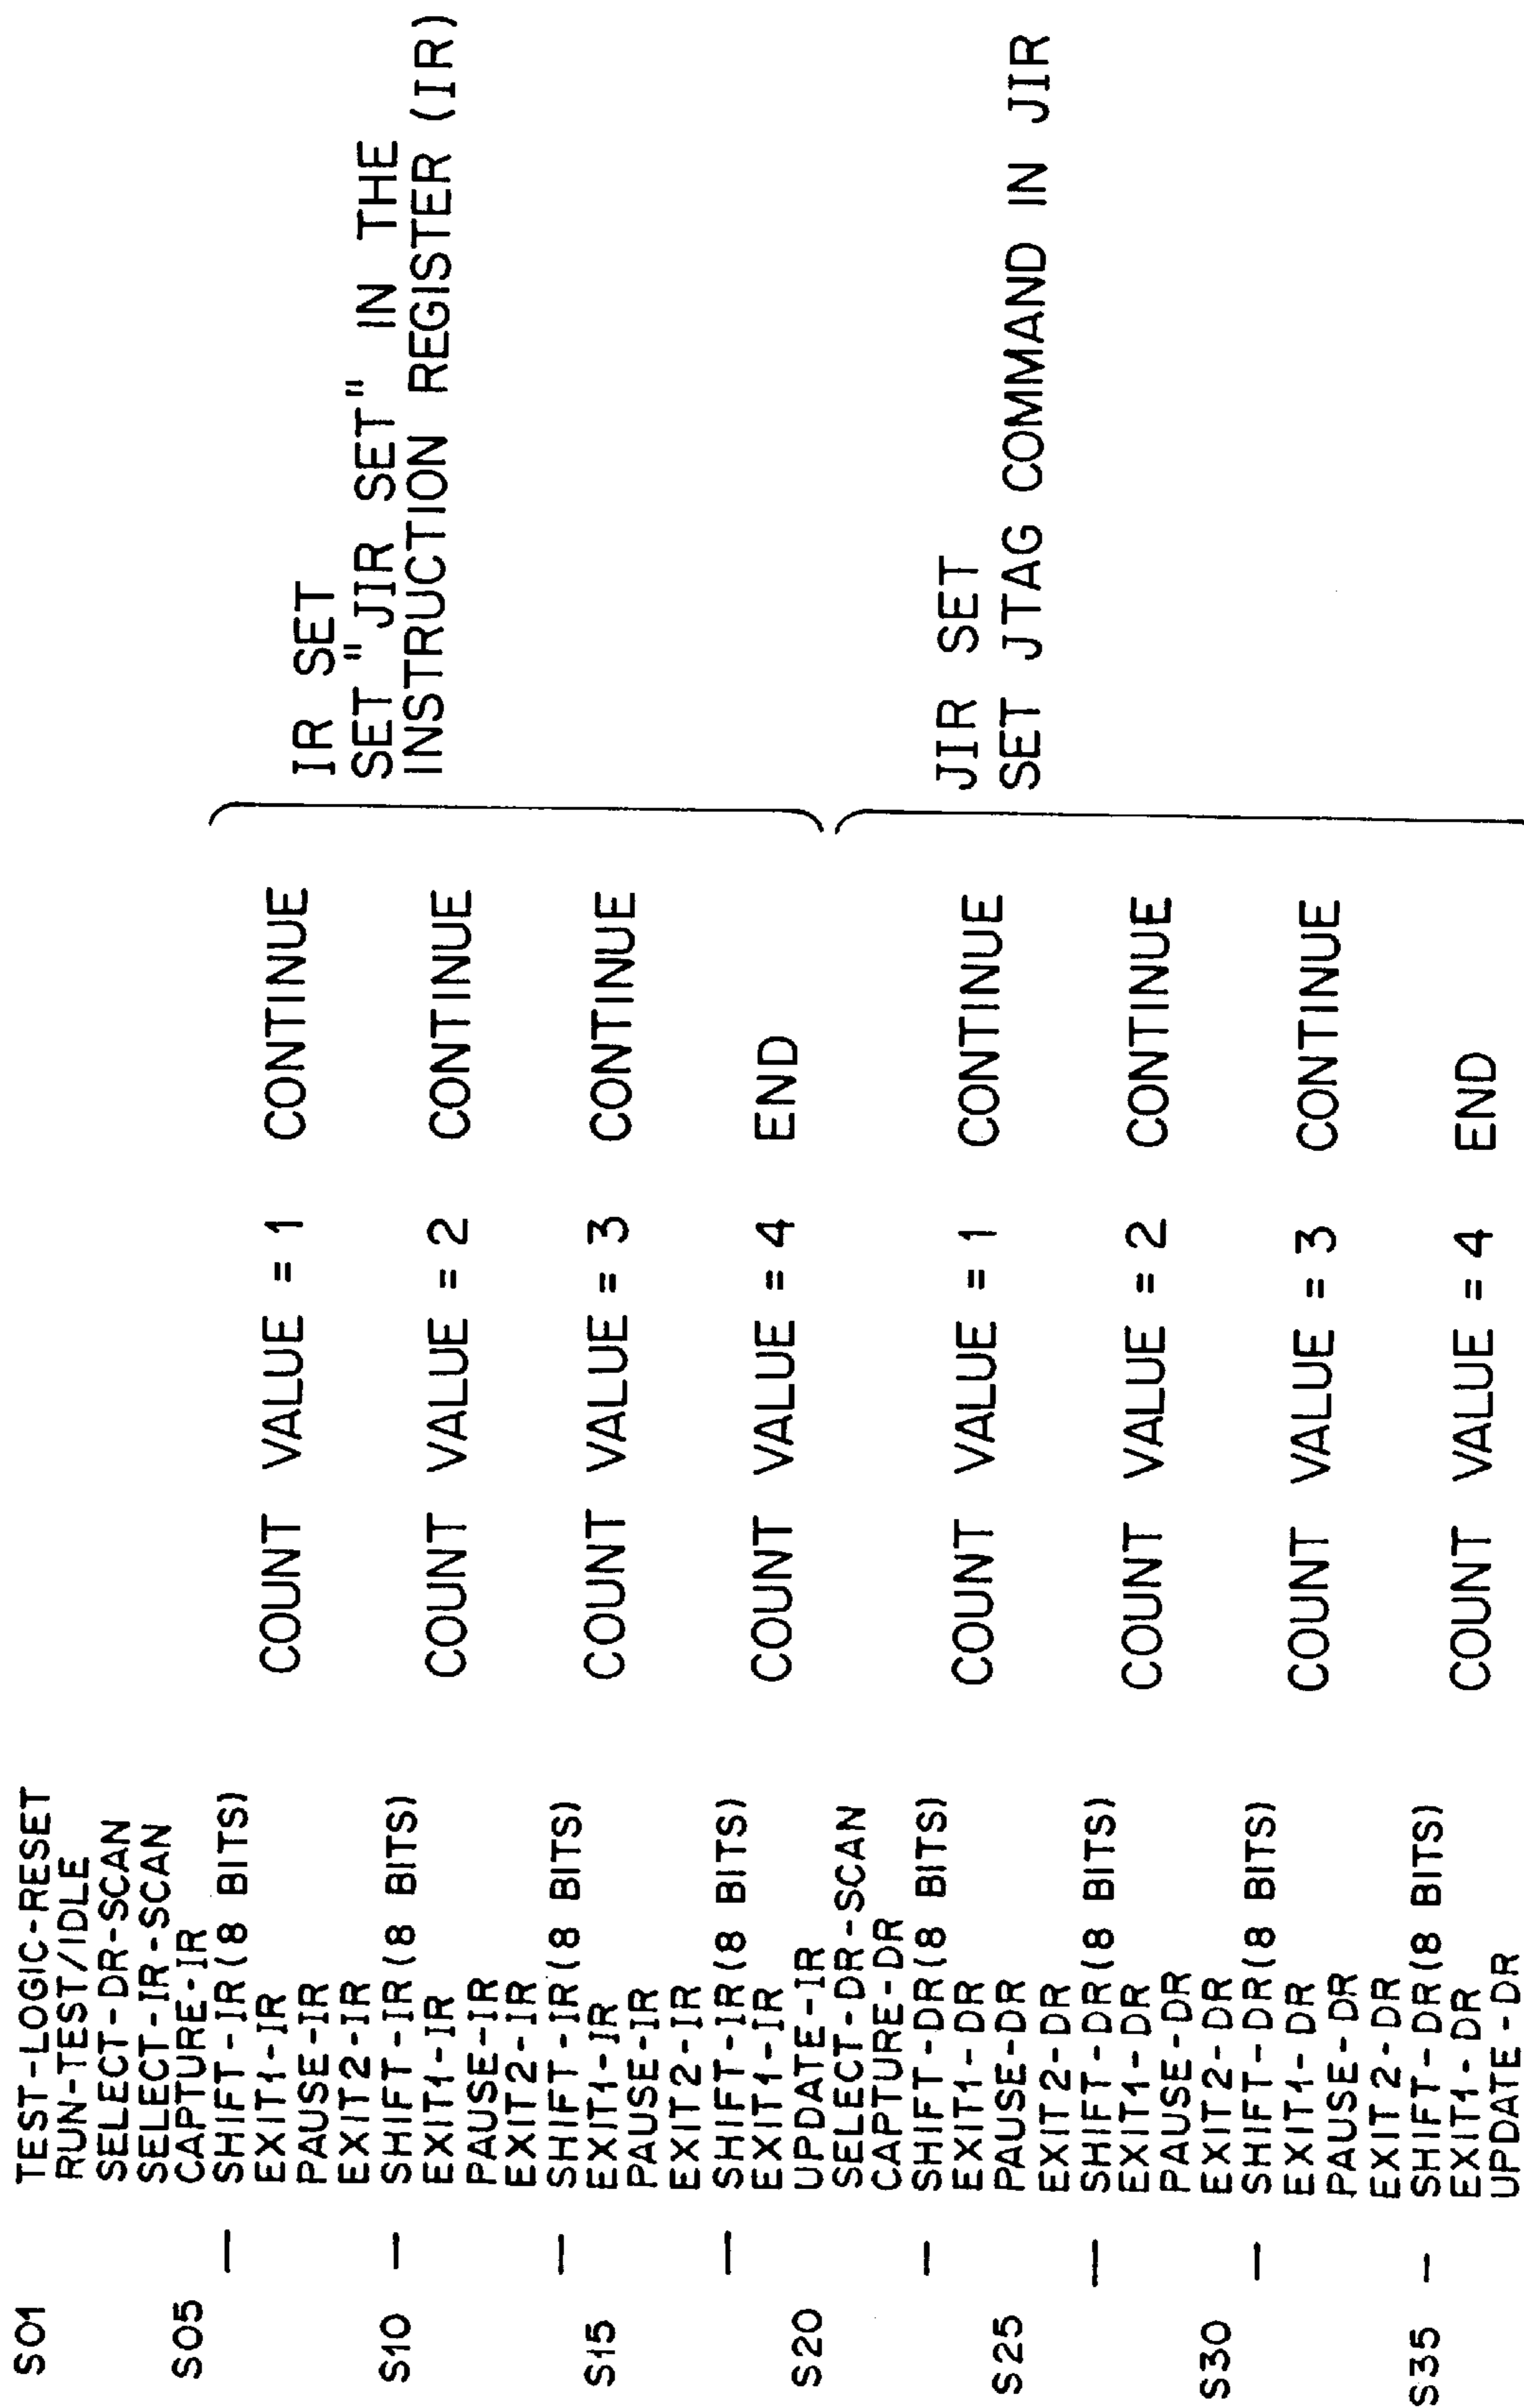 S01 TEST-LOGIC-RESET
RUN-TEST/IDLE
SELECT-DR-SCAN
SELECT-IR-SCAN
S05 CAPTURE-IR
SHIFT-IR(8 BITS)
EXIT1-IR COUNT VALUE = 1 CONTINUE
PAUSE-IR
EXIT2-IR
S10 SHIFT-IR(8 BITS)
EXIT1-IR COUNT VALUE = 2 CONTINUE
PAUSE-IR
EXIT2-IR
SHIFT-IR(8 BITS)
S15 EXIT1-IR COUNT VALUE = 3 CONTINUE
PAUSE-IR
EXIT2-IR
SHIFT-IR(8 BITS)
EXIT1-IR COUNT VALUE = 4 END
S20 UPDATE-IR
IR SET
SET "JIR SET" IN THE
INSTRUCTION REGISTER (IR)
SELECT-DR-SCAN
CAPTURE-DR
SHIFT-DR(8 BITS)
EXIT1-DR COUNT VALUE = 1 CONTINUE
S25 PAUSE-DR
EXIT2-DR
SHIFT-DR(8 BITS)
EXIT1-DR COUNT VALUE = 2 CONTINUE
PAUSE-DR
S30 EXIT2-DR
SHIFT-DR(8 BITS)
EXIT1-DR COUNT VALUE = 3 CONTINUE
PAUSE-DR
EXIT2-DR
S35 SHIFT-DR(8 BITS)
EXIT1-DR COUNT VALUE = 4 END
UPDATE-DR
JIR SET
SET JTAG COMMAND IN JIR